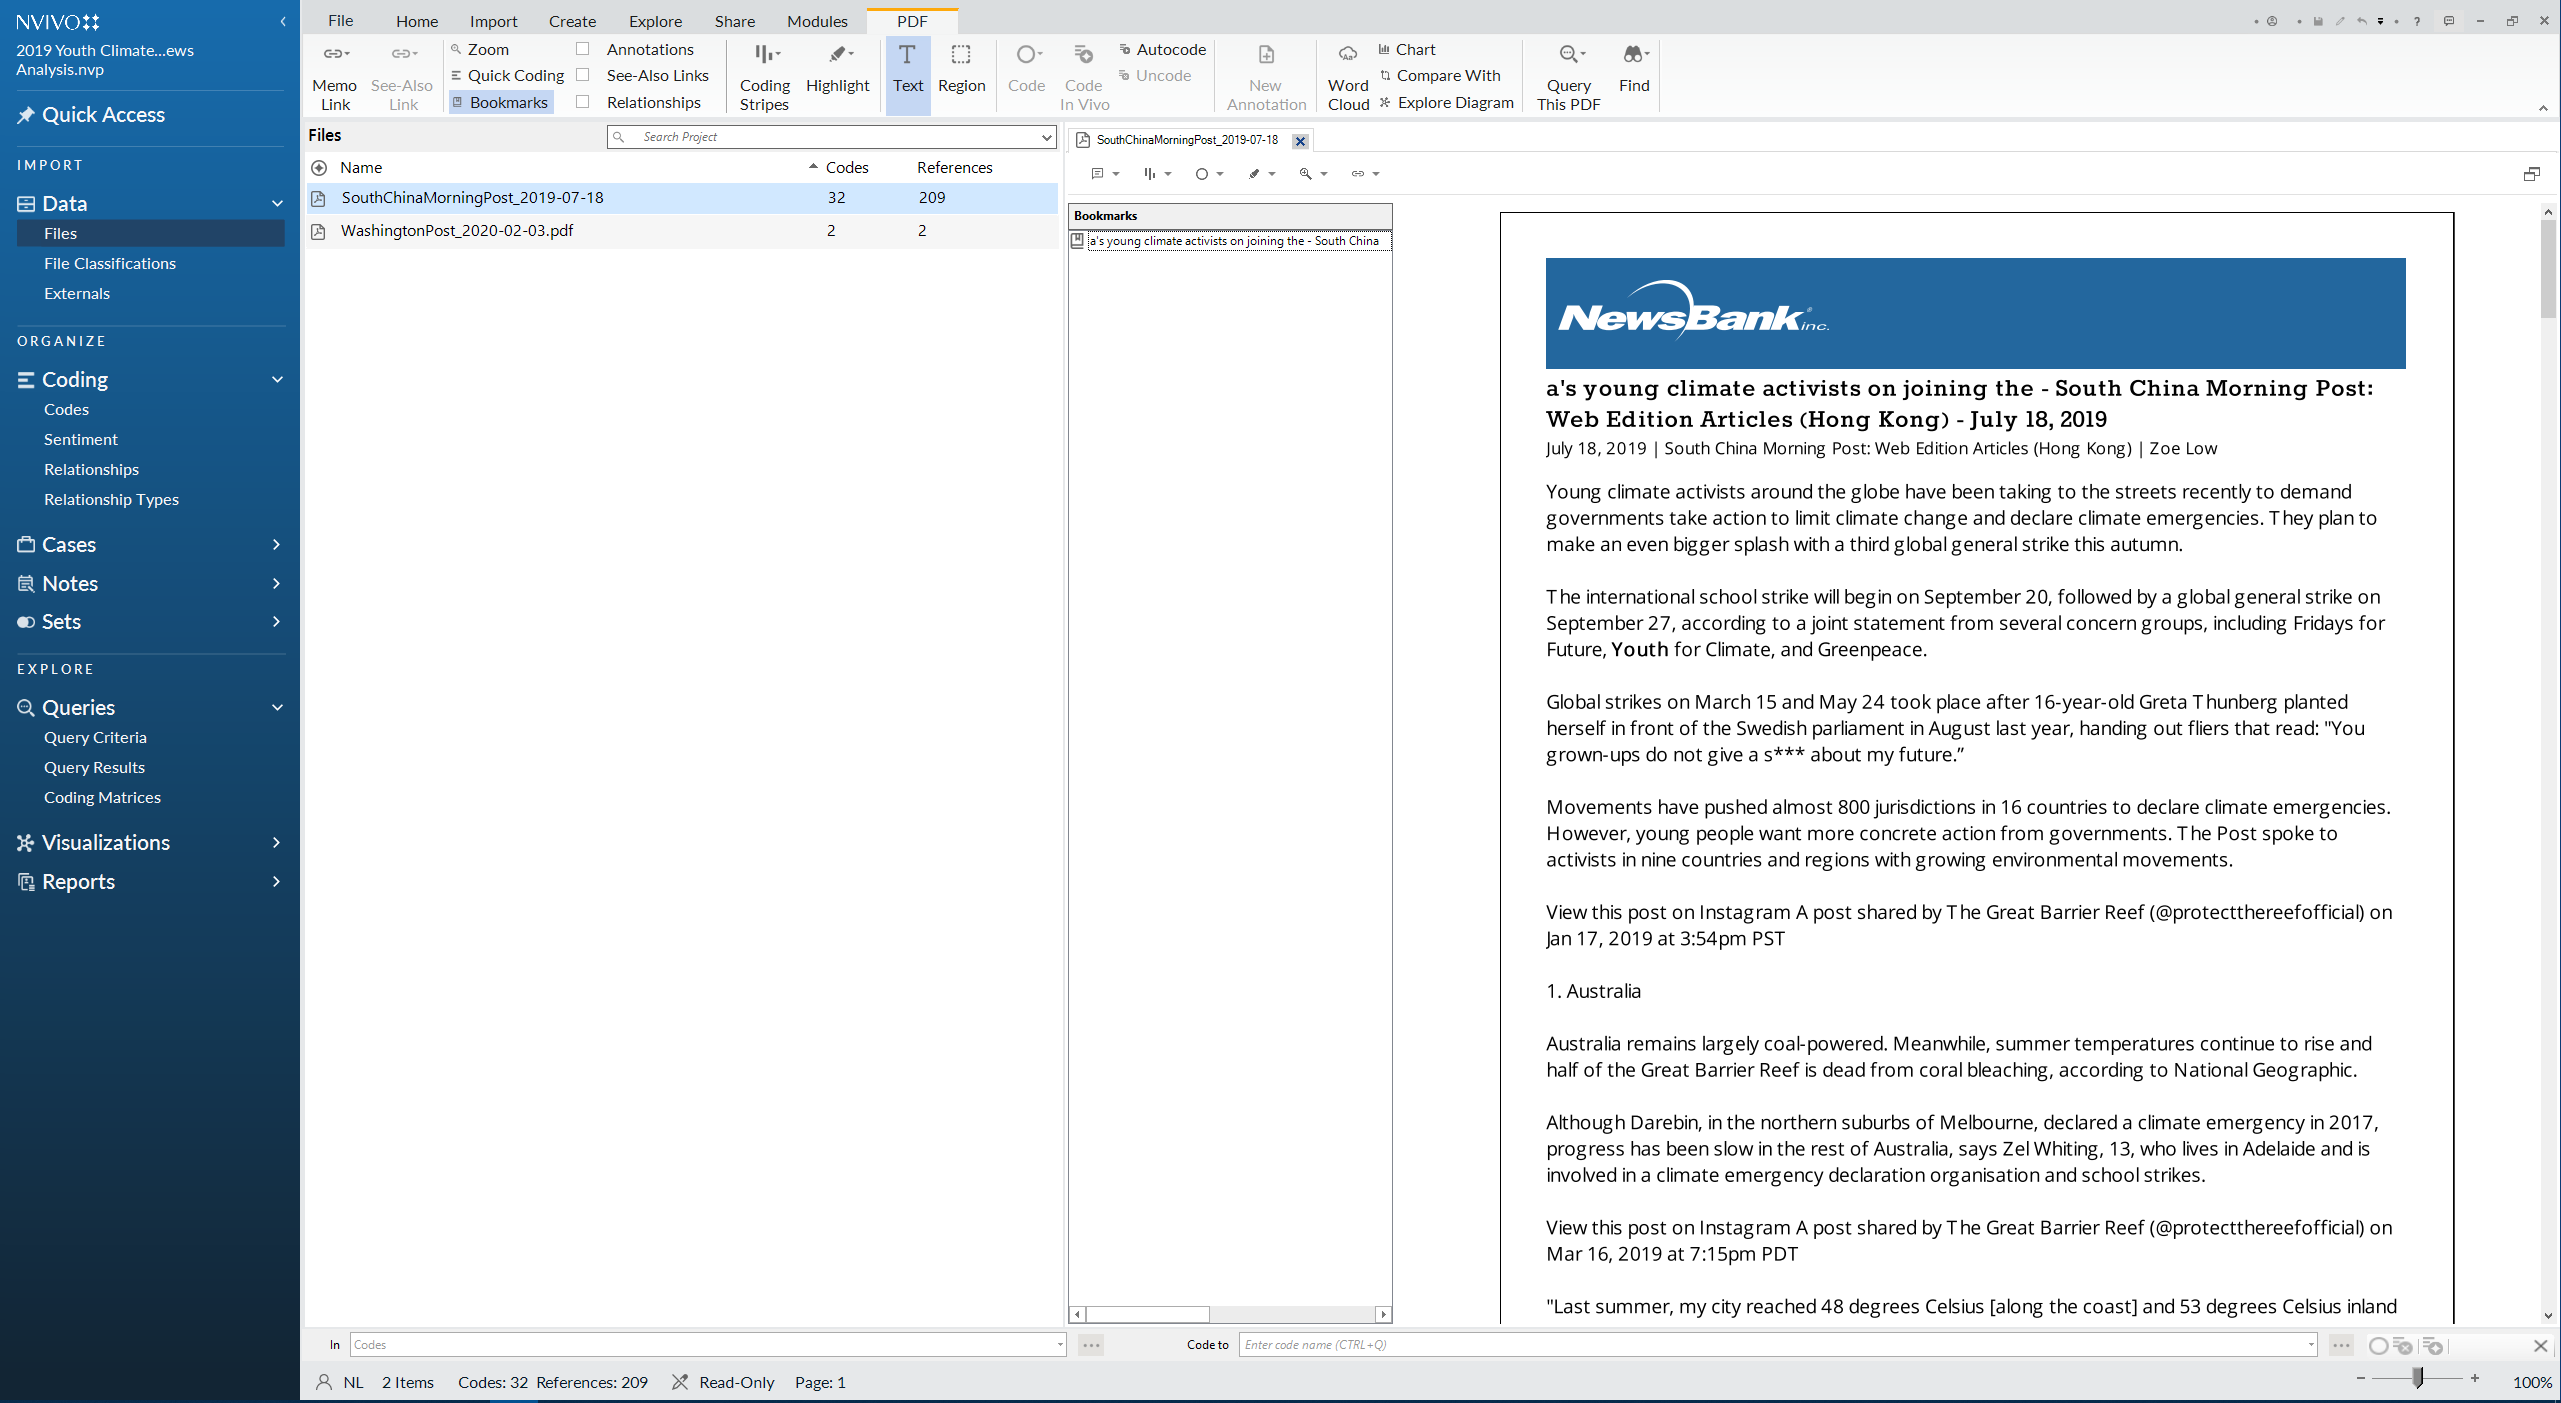 NVIVO
2019 Youth Climate...ews
Analysis.nvp
Quick Access
IMPORT
Data
Files
File Classifications
Externals
ORGANIZE
Coding
Codes
Sentiment
Relationships
Relationship Types
Cases
Notes
Sets
EXPLORE
Queries
Query Criteria
Query Results
Coding Matrices
Visualizations
Reports
File Home Import Create Explore Share Modules PDF
Memo Link
See-Also Link
Zoom
Quick Coding
Bookmarks
Annotations
See-Also Links
Relationships
Coding Stripes
Highlight
Text
Region
Code
Code In Vivo
Autocode
Uncode
New Annotation
Word Cloud
Chart
Compare With
Explore Diagram
Query This PDF
Find
Files
Search Project
Name Codes References
SouthChinaMorningPost_2019-07-18 32 209
WashingtonPost_2020-02-03.pdf 2 2
SouthChinaMorningPost_2019-07-18
Bookmarks
a's young climate activists on joining the - South China
NewsBank inc.
a's young climate activists on joining the - South China Morning Post:
Web Edition Articles (Hong Kong) - July 18, 2019
July 18, 2019 | South China Morning Post: Web Edition Articles (Hong Kong) | Zoe Low
Young climate activists around the globe have been taking to the streets recently to demand
governments take action to limit climate change and declare climate emergencies. They plan to
make an even bigger splash with a third global general strike this autumn.
The international school strike will begin on September 20, followed by a global general strike on
September 27, according to a joint statement from several concern groups, including Fridays for
Future, Youth for Climate, and Greenpeace.
Global strikes on March 15 and May 24 took place after 16-year-old Greta Thunberg planted
herself in front of the Swedish parliament in August last year, handing out fliers that read: "You
grown-ups do not give a s*** about my future.”
Movements have pushed almost 800 jurisdictions in 16 countries to declare climate emergencies.
However, young people want more concrete action from governments. The Post spoke to
activists in nine countries and regions with growing environmental movements.
View this post on Instagram A post shared by The Great Barrier Reef (@protectthereefofficial) on
Jan 17, 2019 at 3:54pm PST
1. Australia
Australia remains largely coal-powered. Meanwhile, summer temperatures continue to rise and
half of the Great Barrier Reef is dead from coral bleaching, according to National Geographic.
Although Darebin, in the northern suburbs of Melbourne, declared a climate emergency in 2017,
progress has been slow in the rest of Australia, says Zel Whiting, 13, who lives in Adelaide and is
involved in a climate emergency declaration organisation and school strikes.
View this post on Instagram A post shared by The Great Barrier Reef (@protectthereefofficial) on
Mar 16, 2019 at 7:15pm PDT
"Last summer, my city reached 48 degrees Celsius [along the coast] and 53 degrees Celsius inland
In Codes
Code to Enter code name (CTRL+Q)
NL 2 Items Codes: 32 References: 209 Read-Only Page: 1
100%